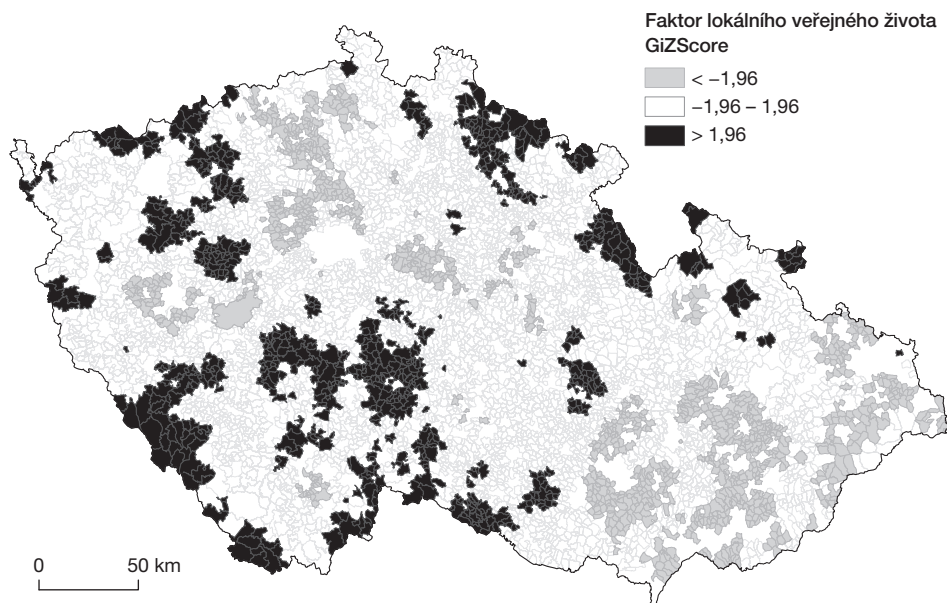 Faktor lokálního veřejného života
GiZScore
< −1,96
−1,96 – 1,96
> 1,96
0 50 km